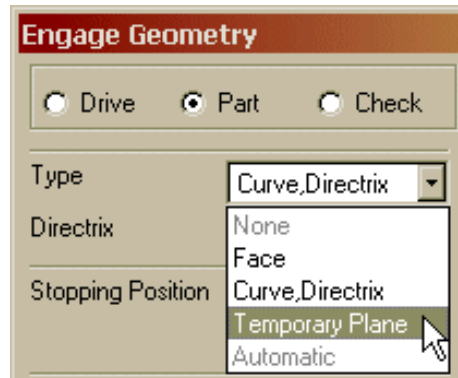 Engage Geometry
Drive Part Check
Type Curve,Directrix
Directrix None
Face
Stopping Position Curve,Directrix
Temporary Plane
Automatic